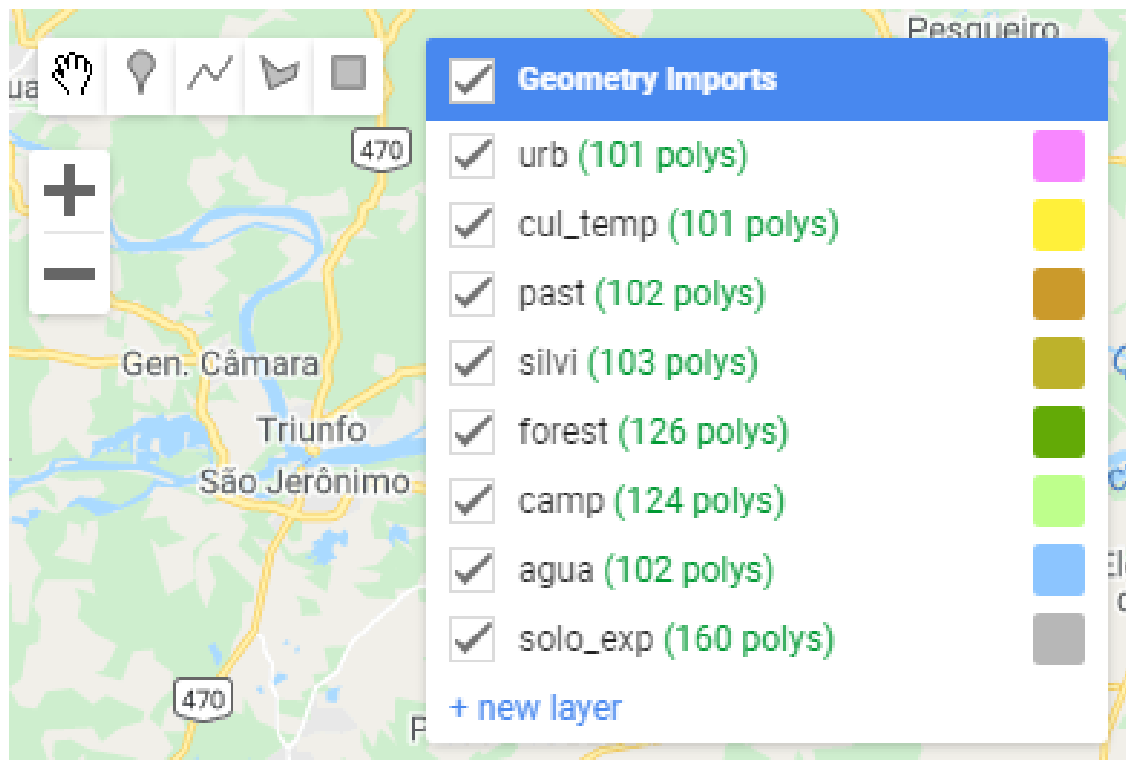 Pesqueiro
Geometry Imports
urb (101 polys)
cul_temp (101 polys)
past (102 polys)
silvi (103 polys)
forest (126 polys)
camp (124 polys)
agua (102 polys)
solo_exp (160 polys)
+ new layer
470
Gen. Câmara
Triunfo
São Jerônimo
470